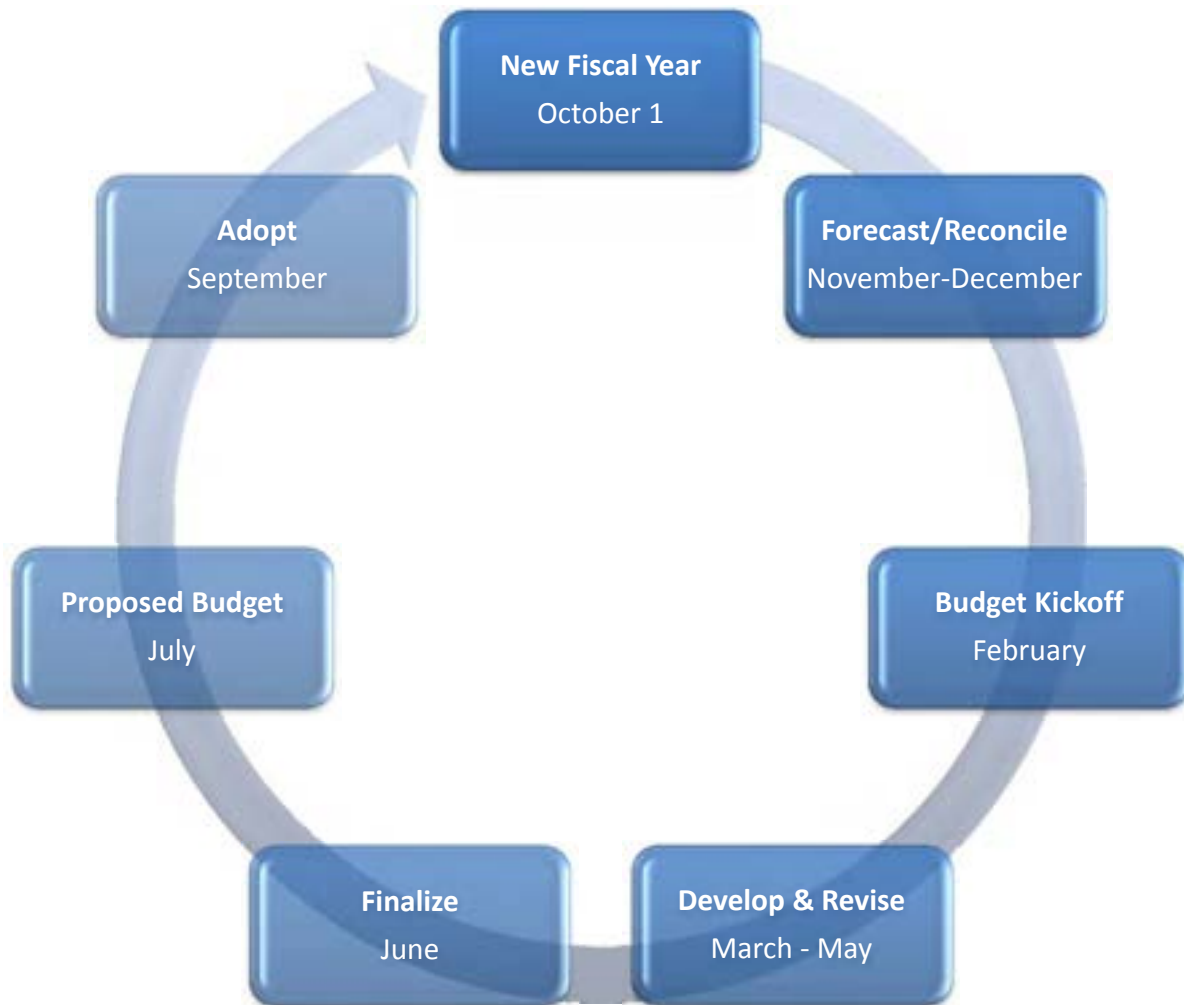 New Fiscal Year
October 1
Forecast/Reconcile
November-December
Budget Kickoff
February
Develop & Revise
March - May
Finalize
June
Proposed Budget
July
Adopt
September